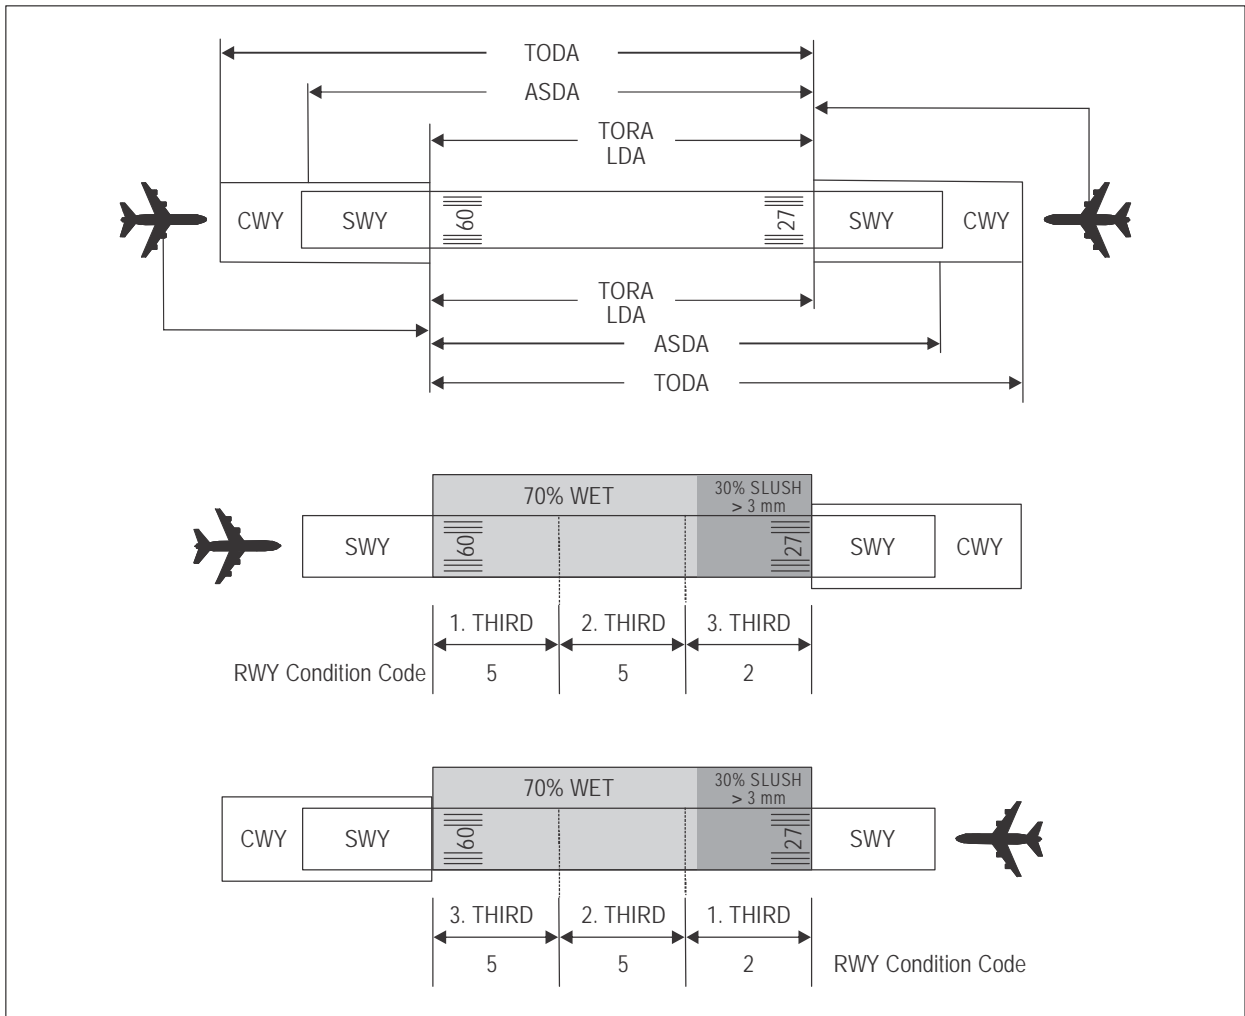 TODA
ASDA
TORA
LDA
CWY SWY 09 27 SWY CWY
TORA
LDA
ASDA
TODA
70% WET 30% SLUSH
> 3 mm
SWY 09 27 SWY CWY
1. THIRD 2. THIRD 3. THIRD
RWY Condition Code 5 5 2
70% WET 30% SLUSH
> 3 mm
CWY SWY 09 27 SWY
3. THIRD 2. THIRD 1. THIRD
5 5 2 RWY Condition Code